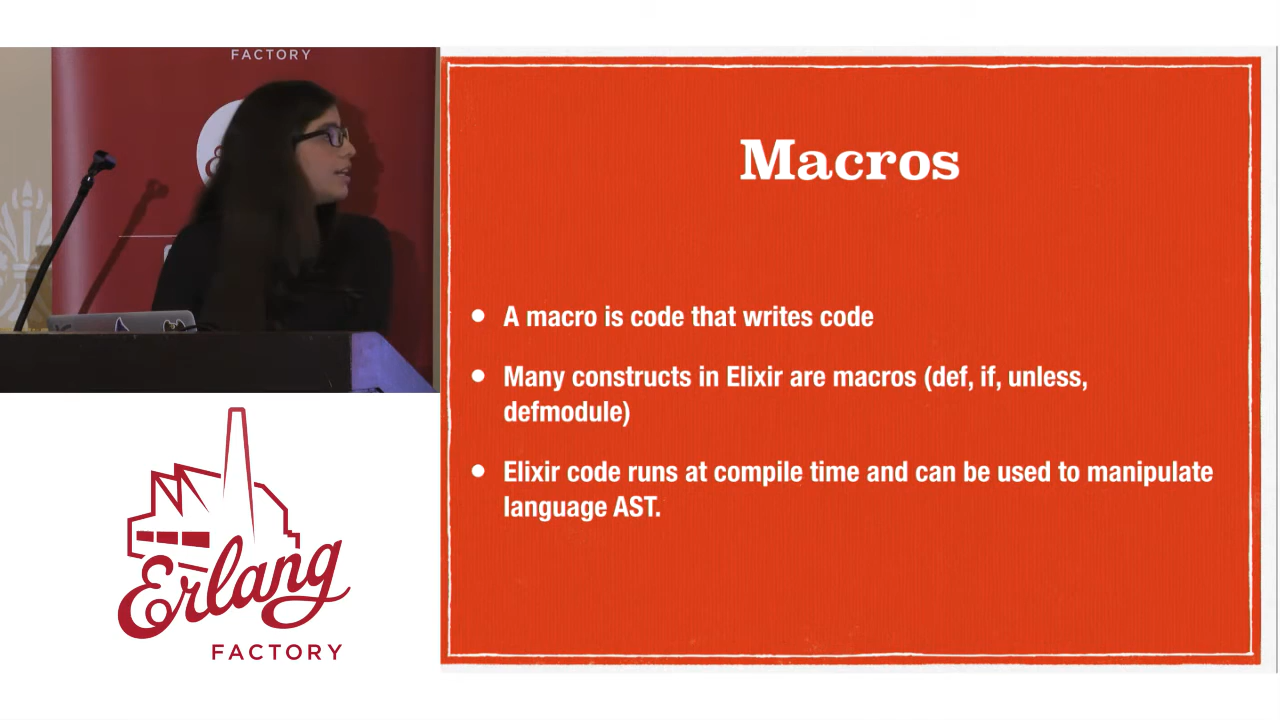 FACTORY
Macros
A macro is code that writes code
Many constructs in Elixir are macros (def, if, unless,
defmodule)
Elixir code runs at compile time and can be used to manipulate
language AST.
Erlang
FACTORY